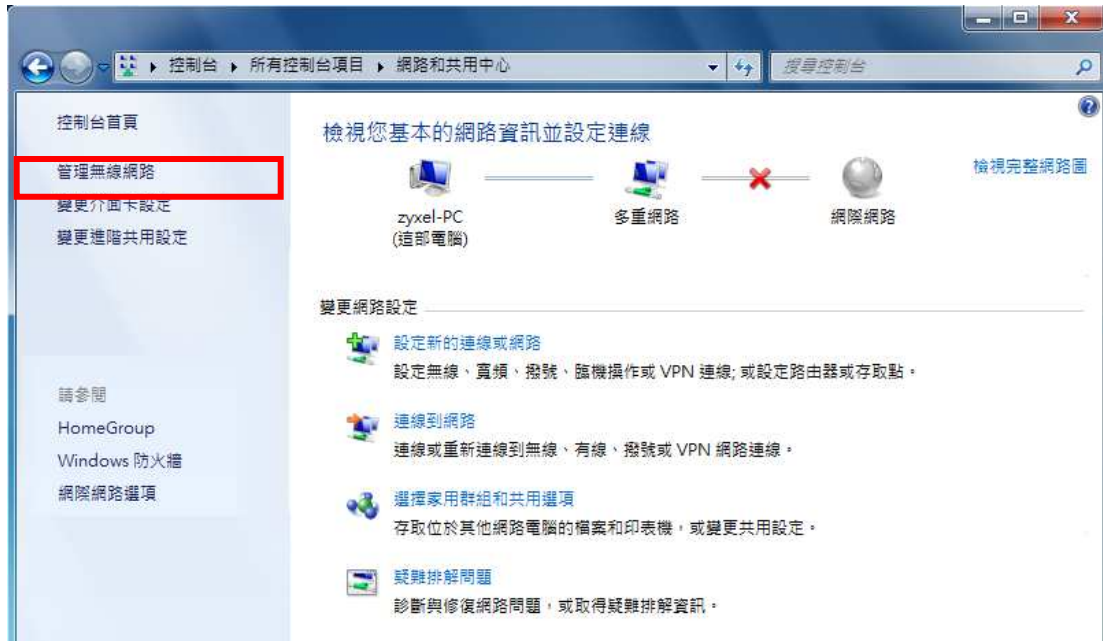 控制台 ▸ 所有控制台項目 ▸ 網路和共用中心
搜尋控制台
控制台首頁
管理無線網路
變更介面卡設定
變更進階共用設定
檢視您基本的網路資訊並設定連線
檢視完整網路圖
zyxel-PC
(這部電腦)
多重網路
網際網路
變更網路設定
設定新的連線或網路
設定無線、寬頻、撥號、臨機操作或 VPN 連線; 或設定路由器或存取點。
連線到網路
連線或重新連線到無線、有線、撥號或 VPN 網路連線。
選擇家用群組和共用選項
存取位於其他網路電腦的檔案和印表機，或變更共用設定。
疑難排解問題
診斷與修復網路問題，或取得疑難排解資訊。
請參閱
HomeGroup
Windows 防火牆
網際網路選項